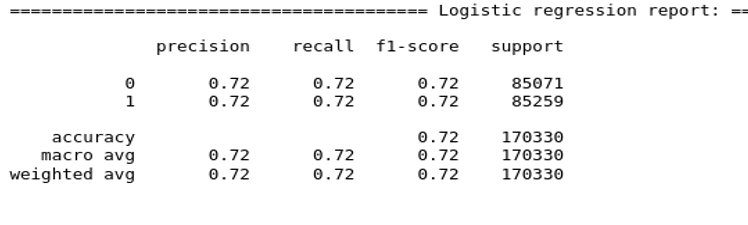 ======================================== Logistic regression report: ==
precision recall f1-score support
0 0.72 0.72 0.72 85071
1 0.72 0.72 0.72 85259
accuracy 0.72 170330
macro avg 0.72 0.72 0.72 170330
weighted avg 0.72 0.72 0.72 170330